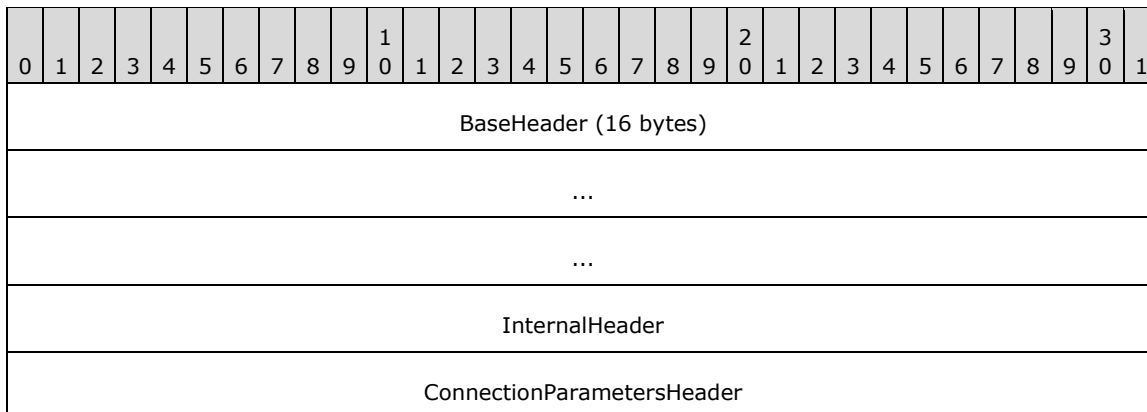 1 2 3
0 1 2 3 4 5 6 7 8 9 0 1 2 3 4 5 6 7 8 9 0 1 2 3 4 5 6 7 8 9 0 1
BaseHeader (16 bytes)
...
...
InternalHeader
ConnectionParametersHeader